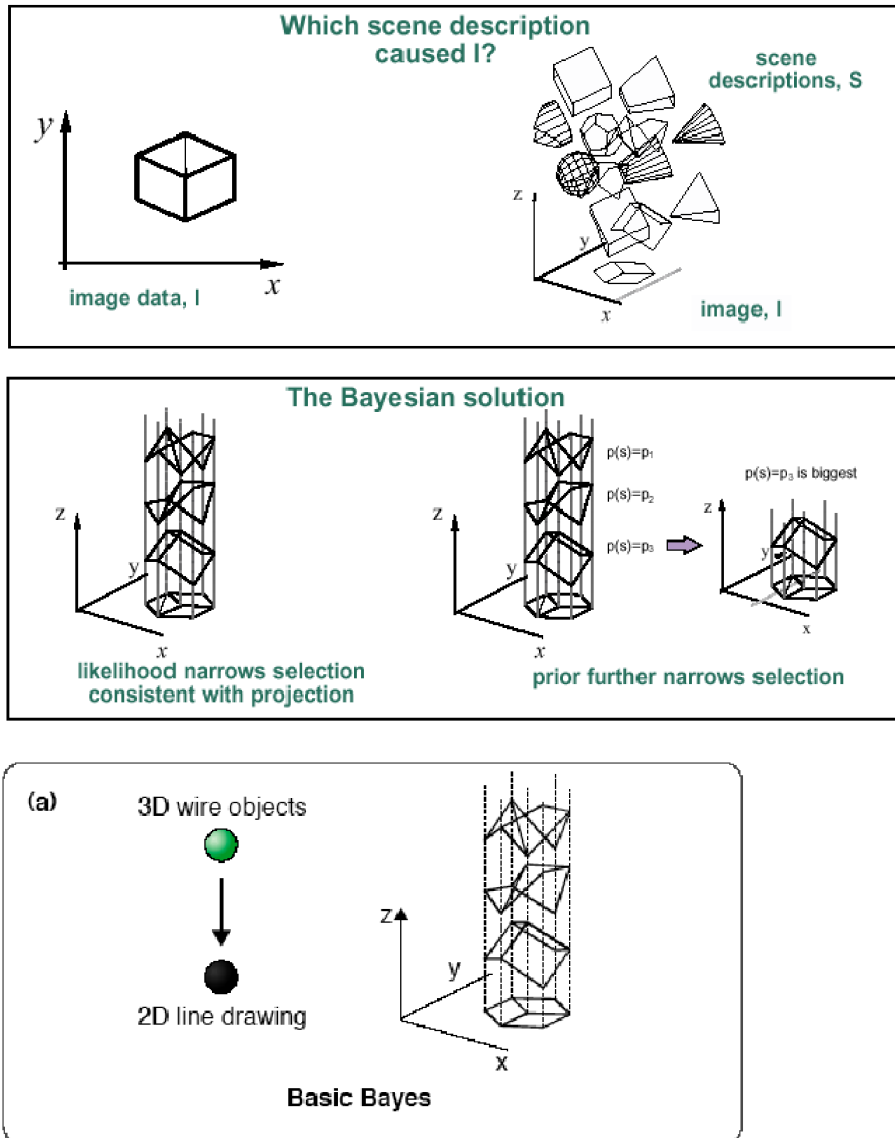 Which scene description
caused I?
scene
descriptions, S
y
x
image data, I
z
y
x
image, I
The Bayesian solution
z
y
x
likelihood narrows selection
consistent with projection
p(s)=p₁
p(s)=p₂
p(s)=p₃
z
y
x
p(s)=p₃ is biggest
z
y
x
prior further narrows selection
(a)
3D wire objects
2D line drawing
z
y
x
Basic Bayes